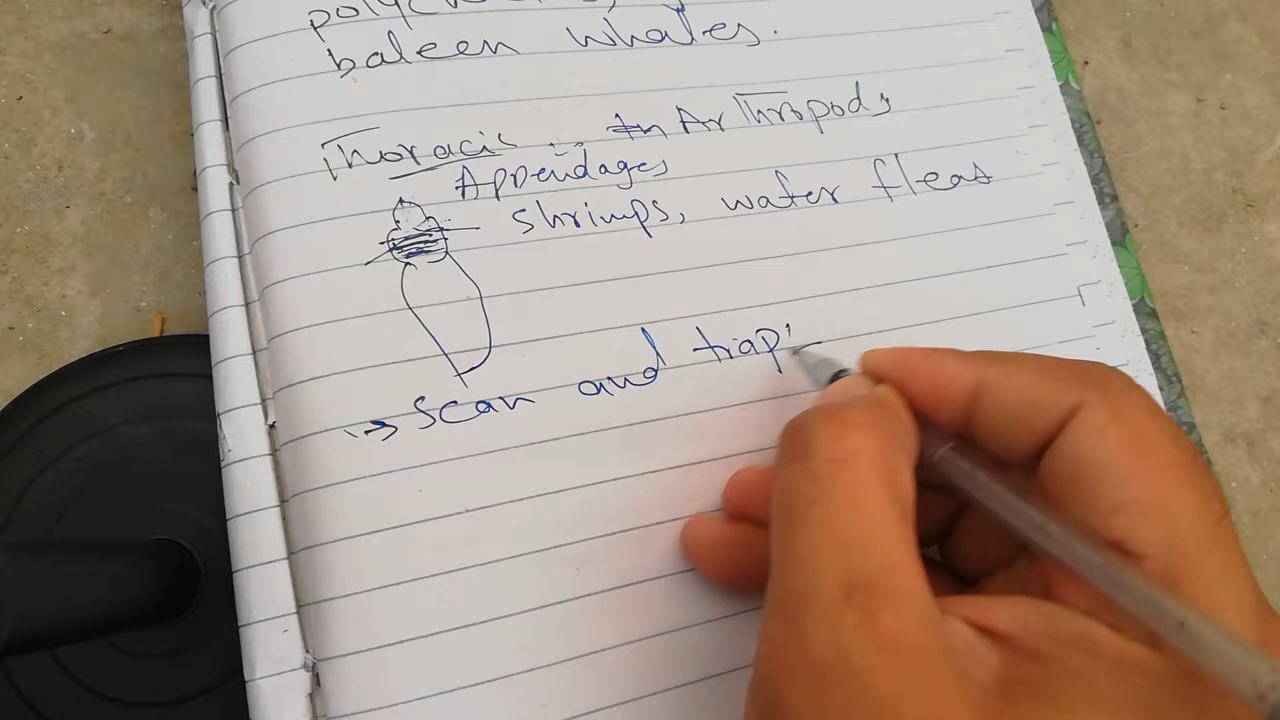 baleen whales.
Thoracic :- Arthropods
Appendages
shrimps, water fleas
→ Scan and trap:-